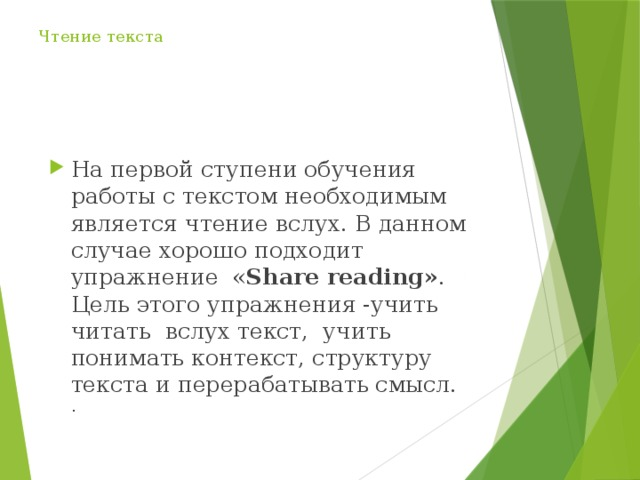 Чтение текста
На первой ступени обучения
работы с текстом необходимым
является чтение вслух. В данном
случае хорошо подходит
упражнение «Share reading».
Цель этого упражнения -учить
читать вслух текст, учить
понимать контекст, структуру
текста и перерабатывать смысл.
.